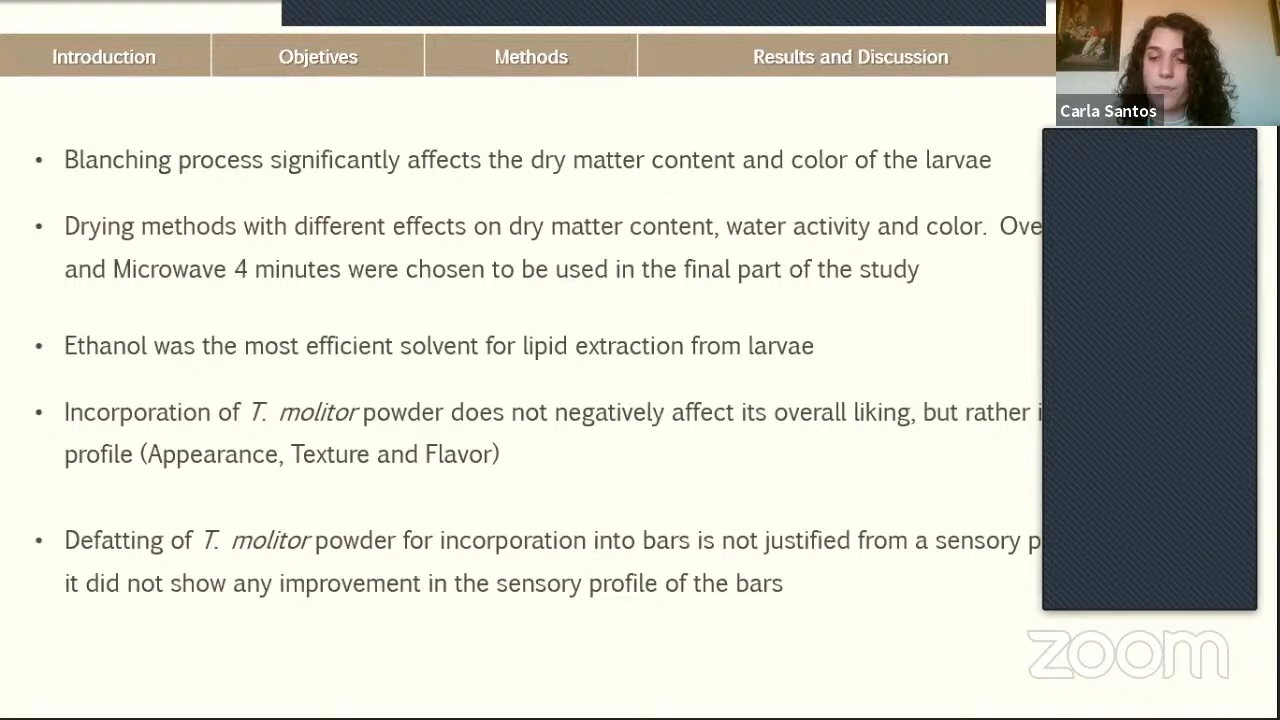 Introduction
Objetives
Methods
Results and Discussion
Carla Santos
Blanching process significantly affects the dry matter content and color of the larvae
Drying methods with different effects on dry matter content, water activity and color.
and Microwave 4 minutes were chosen to be used in the final part of the study
Ethanol was the most efficient solvent for lipid extraction from larvae
Incorporation of T. molitor powder does not negatively affect its overall liking, but rather
profile (Appearance, Texture and Flavor)
Defatting of T. molitor powder for incorporation into bars is not justified from a sensory
it did not show any improvement in the sensory profile of the bars
zoom